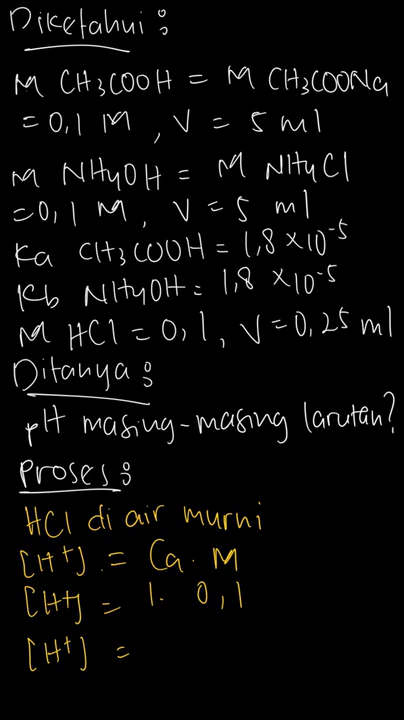 Diketahui:
M CH₃COOH = M CH₃COONa
= 0,1 M, V = 5 ml
M NH₄OH = M NH₄Cl
= 0,1 M, V = 5 ml
Ka CH₃COOH = 1,8 × 10⁻⁵
Kb NH₄OH = 1,8 × 10⁻⁵
M HCl = 0,1, V = 0,25 ml
Ditanya:
pH masing-masing larutan?
Proses:
HCl di air murni
[H⁺] = Ca. M
[H⁺] = 1. 0,1
[H⁺] =